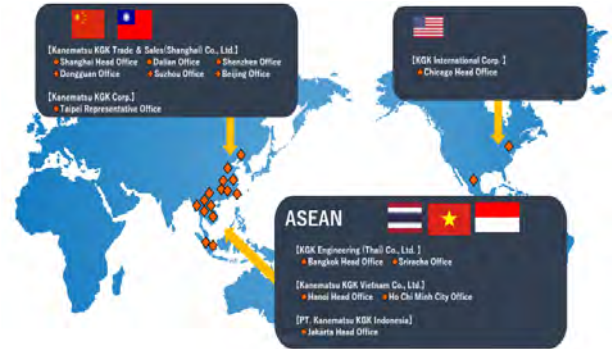 [Kanematsu KGK Trade & Sales(Shanghai) Co., Ltd.]
Shanghai Head Office Dalian Office Shenzhen Office
Dongguan Office Suzhou Office Beijing Office
[Kanematsu KGK Corp.]
Taipei Representative Office
[KGK International Corp. ]
Chicago Head Office
ASEAN
[KGK Engineering (Thai) Co., Ltd. ]
Bangkok Head Office Sriracha Office
[Kanematsu KGK Vietnam Co., Ltd.]
Hanoi Head Office Ho Chi Minh City Office
[PT. Kanematsu KGK Indonesia]
Jakarta Head Office